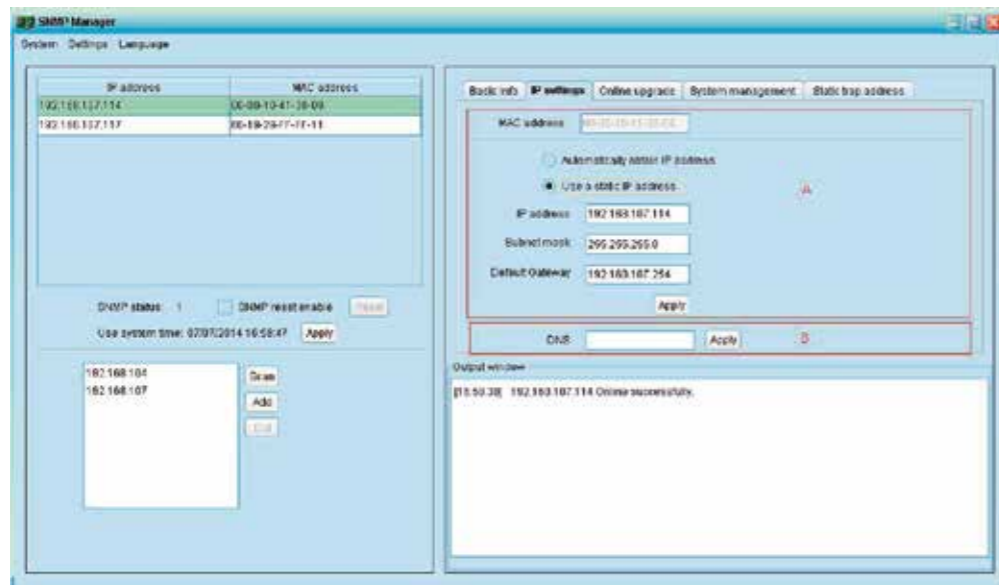 SNMP Manager
System Settings Language
IP address MAC address
192.168.107.114
192.168.107.117
SNMP status: 1 SNMP reset enable Reset
Use system time: 07/07/2014 16:58:47 Apply
192.168.104
192.168.107
Scan
Add
Del
Basic info IP settings Online upgrade System management Static trap address
MAC address
Automatically obtain IP address
Use a static IP address
A
IP address 192.168.107.114
Subnet mask 255.255.255.0
Default Gateway 192.168.107.254
Apply
DNS Apply B
Output window
192.168.107.114 Online successfully.